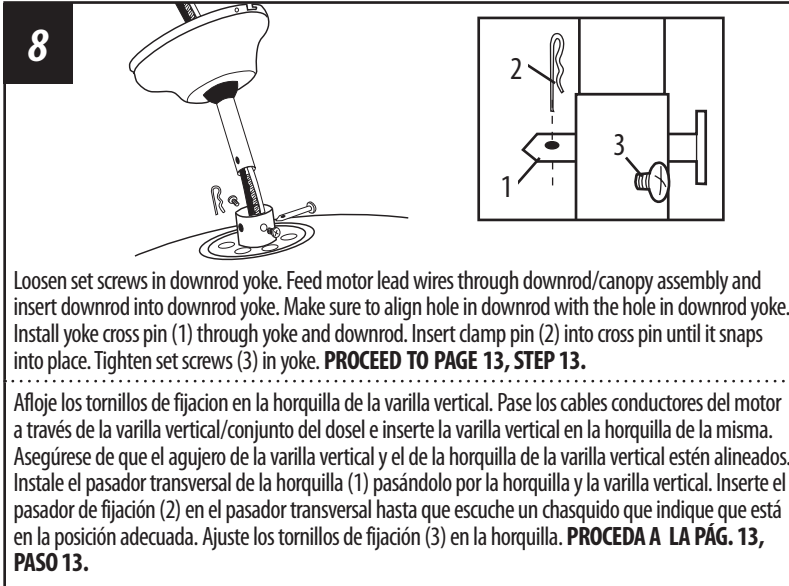 8
2
3
1
Loosen set screws in downrod yoke. Feed motor lead wires through downrod/canopy assembly and
insert downrod into downrod yoke. Make sure to align hole in downrod with the hole in downrod yoke.
Install yoke cross pin (1) through yoke and downrod. Insert clamp pin (2) into cross pin until it snaps
into place. Tighten set screws (3) in yoke. PROCEED TO PAGE 13, STEP 13.
Afloje los tornillos de fijacion en la horquilla de la varilla vertical. Pase los cables conductores del motor
a través de la varilla vertical/conjunto del dosel e inserte la varilla vertical en la horquilla de la misma.
Asegúrese de que el agujero de la varilla vertical y el de la horquilla de la varilla vertical estén alineados.
Instale el pasador transversal de la horquilla (1) pasándolo por la horquilla y la varilla vertical. Inserte el
pasador de fijación (2) en el pasador transversal hasta que escuche un chasquido que indique que está
en la posición adecuada. Ajuste los tornillos de fijación (3) en la horquilla. PROCEDA A LA PÁG. 13,
PASO 13.